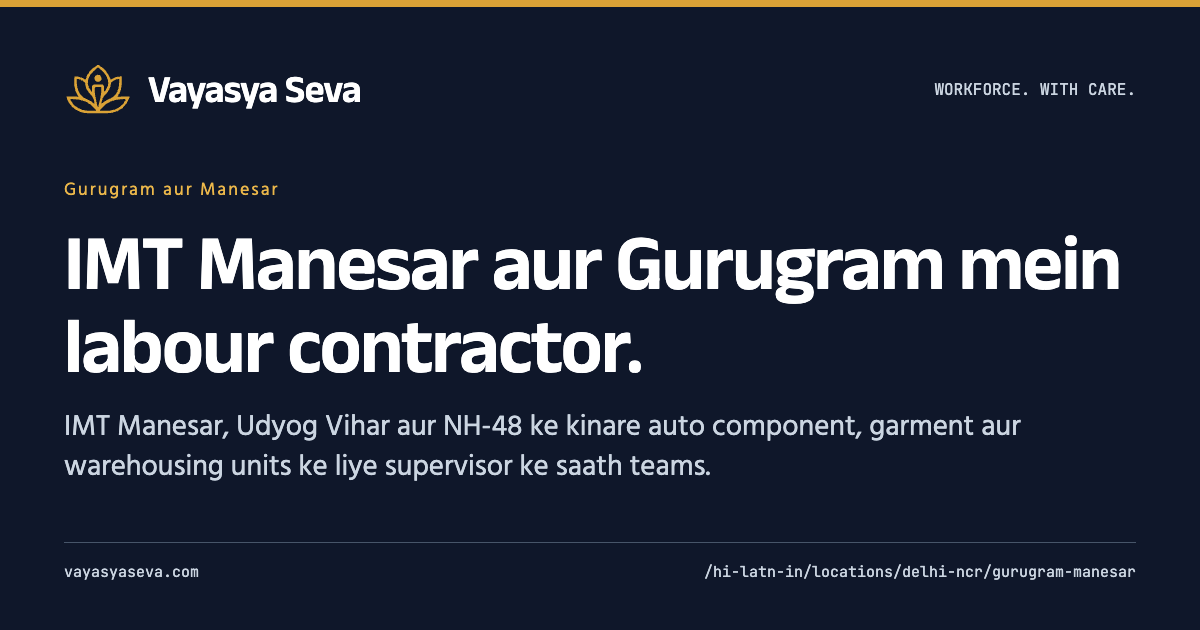 Vayasya Seva
WORKFORCE. WITH CARE.
Gurugram aur Manesar
IMT Manesar aur Gurugram mein
labour contractor.
IMT Manesar, Udyog Vihar aur NH-48 ke kinare auto component, garment aur
warehousing units ke liye supervisor ke saath teams.
vayasyaseva.com
/hi-latn-in/locations/delhi-ncr/gurugram-manesar